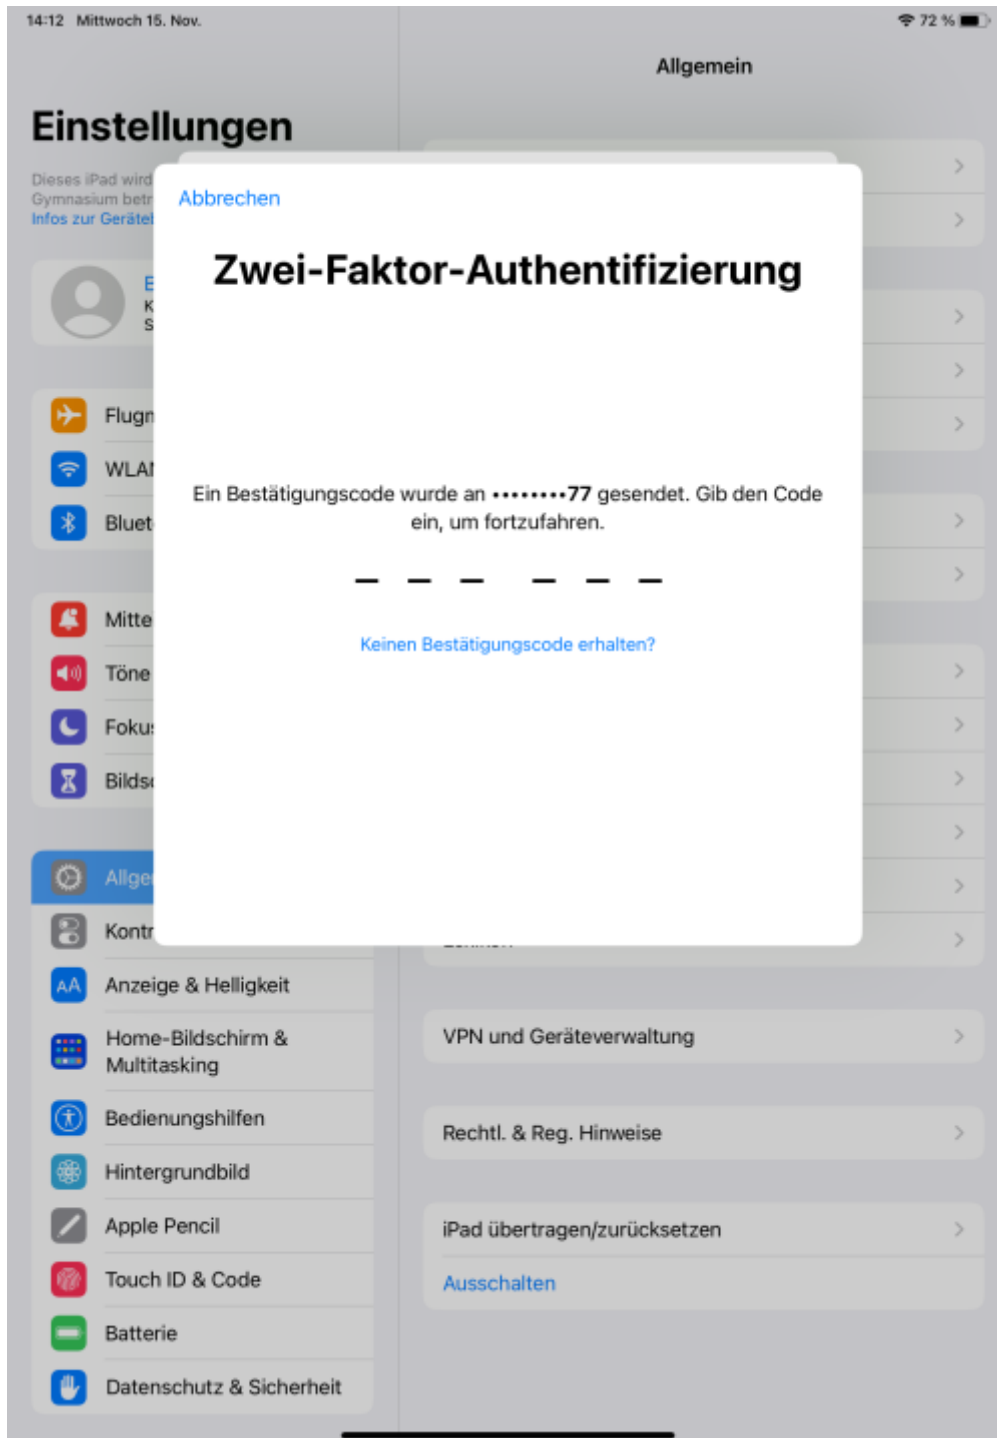 14:12 Mittwoch 15. Nov.
72 %
Allgemein
Einstellungen
Dieses iPad wird
Gymnasium betr
Infos zur Gerätel
Abbrechen
Zwei-Faktor-Authentifizierung
E
K
S
Ein Bestätigungscode wurde an ••••••••77 gesendet. Gib den Code
ein, um fortzufahren.
Keinen Bestätigungscode erhalten?
Flugn
WLAN
Bluet
Mitte
Töne
Foku
Bilds
Allge
Kontr
Anzeige & Helligkeit
Home-Bildschirm &
Multitasking
Bedienungshilfen
Hintergrundbild
Apple Pencil
Touch ID & Code
Batterie
Datenschutz & Sicherheit
VPN und Geräteverwaltung
Rechtl. & Reg. Hinweise
iPad übertragen/zurücksetzen
Ausschalten